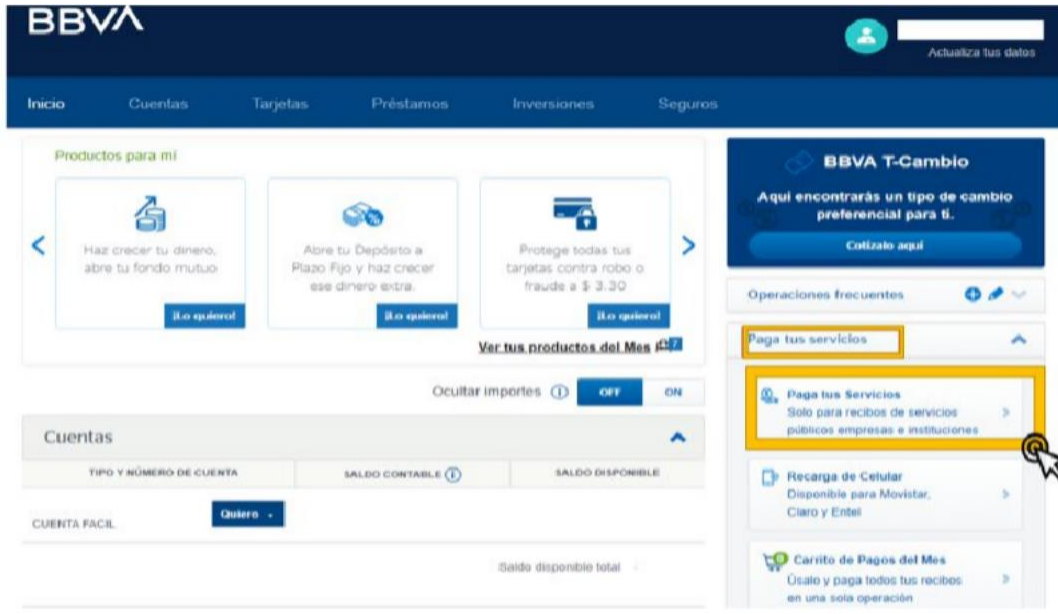 BBVA
Actualiza tus datos
Inicio Cuentas Tarjetas Préstamos Inversiones Seguros
Productos para mí
Haz crecer tu dinero,
abre tu fondo mutuo
¡Lo quiero!
Abre tu Depósito a
Plazo Fijo y haz crecer
ese dinero extra.
¡Lo quiero!
Protege todas tus
tarjetas contra robo o
fraude a $ 3.30
¡Lo quiero!
Ver tus productos del Mes
7
Ocultar importes OFF ON
Cuentas
TIPO Y NÚMERO DE CUENTA SALDO CONTABLE SALDO DISPONIBLE
CUENTA FACIL Quiero
Saldo disponible total
BBVA T-Cambio
Aqui encontrarás un tipo de cambio
preferencial para ti.
Cotízalo aquí
Operaciones frecuentes
Paga tus servicios
Paga tus Servicios
Solo para recibos de servicios
públicos empresas e instituciones
Recarga de Celular
Disponible para Movistar,
Claro y Entel
Carrito de Pagos del Mes
Úsalo y paga todos tus recibos
en una sola operación